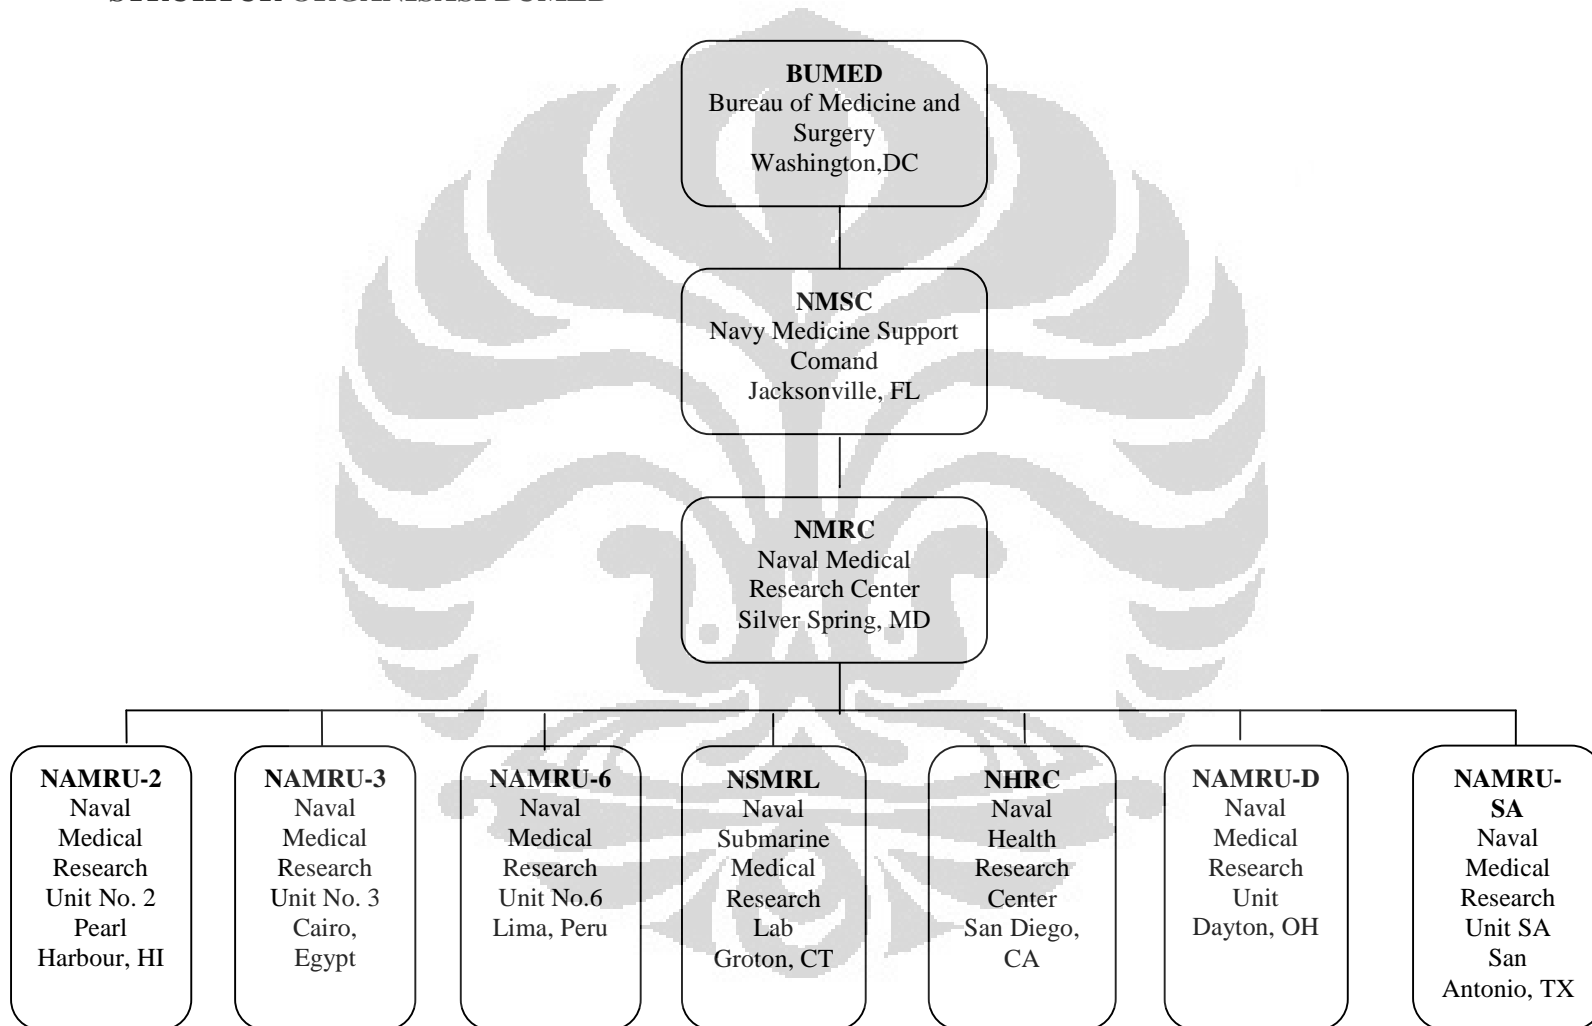 STRUKTUR ORGANISASI BUMED
BUMED
Bureau of Medicine and
Surgery
Washington,DC
NMSC
Navy Medicine Support
Comand
Jacksonville, FL
NMRC
Naval Medical
Research Center
Silver Spring, MD
NAMRU-2
Naval
Medical
Research
Unit No. 2
Pearl
Harbour, HI
NAMRU-3
Naval
Medical
Research
Unit No. 3
Cairo,
Egypt
NAMRU-6
Naval
Medical
Research
Unit No.6
Lima, Peru
NSMRL
Naval
Submarine
Medical
Research
Lab
Groton, CT
NHRC
Naval
Health
Research
Center
San Diego,
CA
NAMRU-D
Naval
Medical
Research
Unit
Dayton, OH
NAMRU-
SA
Naval
Medical
Research
Unit SA
San
Antonio, TX